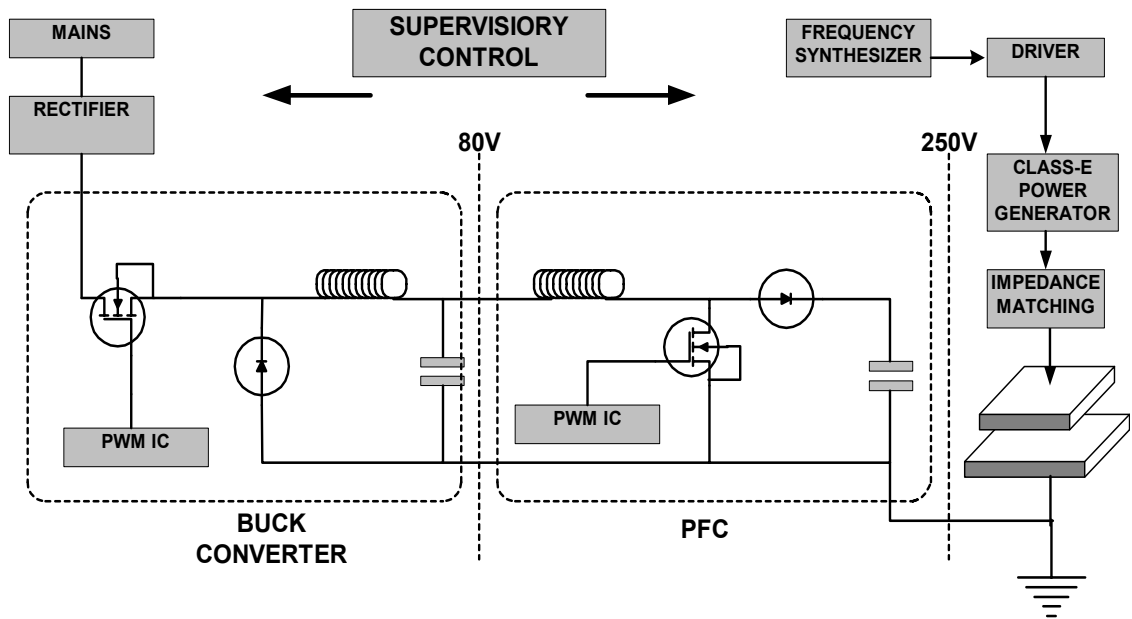 MAINS
SUPERVISIORY
CONTROL
FREQUENCY
SYNTHESIZER
DRIVER
RECTIFIER
80V
250V
CLASS-E
POWER
GENERATOR
IMPEDANCE
MATCHING
PWM IC
PWM IC
BUCK
CONVERTER
PFC